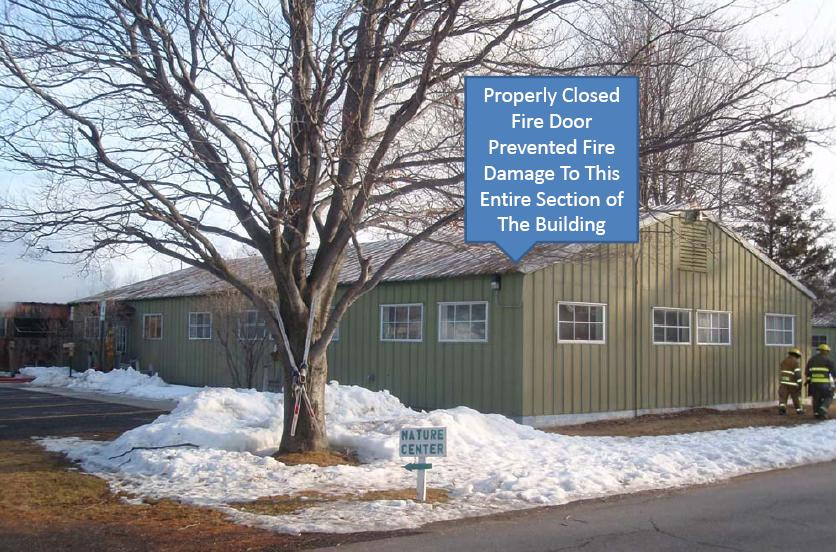 Properly Closed
Fire Door
Prevented Fire
Damage To This
Entire Section of
The Building
NATURE
CENTER